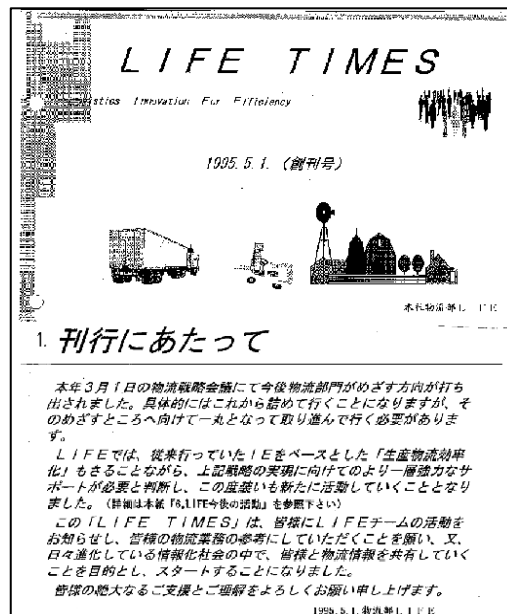 LIFE TIMES
Logistics Innovation For Efficiency
1995.5.1.（創刊号）
本社物流部L I F E
1. 刊行にあたって
本年３月１日の物流戦略会議にて今後物流部門がめざす方向が打ち
出されました。具体的にはこれから詰めて行くことになりますが、そ
のめざすところへ向けて一丸となって取り進んで行く必要がありま
す。
ＬＩＦＥでは、従来行っていたＩＥをベースとした「生産物流効率
化」もさることながら、上記戦略の実現に向けてのより一層強力なサ
ポートが必要と判断し、この度装いも新たに活動していくこととなり
ました。（詳細は本紙『6,LIFE今後の活動』を参照下さい）
この「ＬＩＦＥ　ＴＩＭＥＳ」は、皆様にＬＩＦＥチームの活動を
お知らせし、皆様の物流業務の参考にしていただくことを願い、又、
日々進化している情報化社会の中で、皆様と物流情報を共有していく
ことを目的とし、スタートすることになりました。
皆様の絶大なるご支援とご理解をよろしくお願い申し上げます。
1995.5.1.物流部L I F E